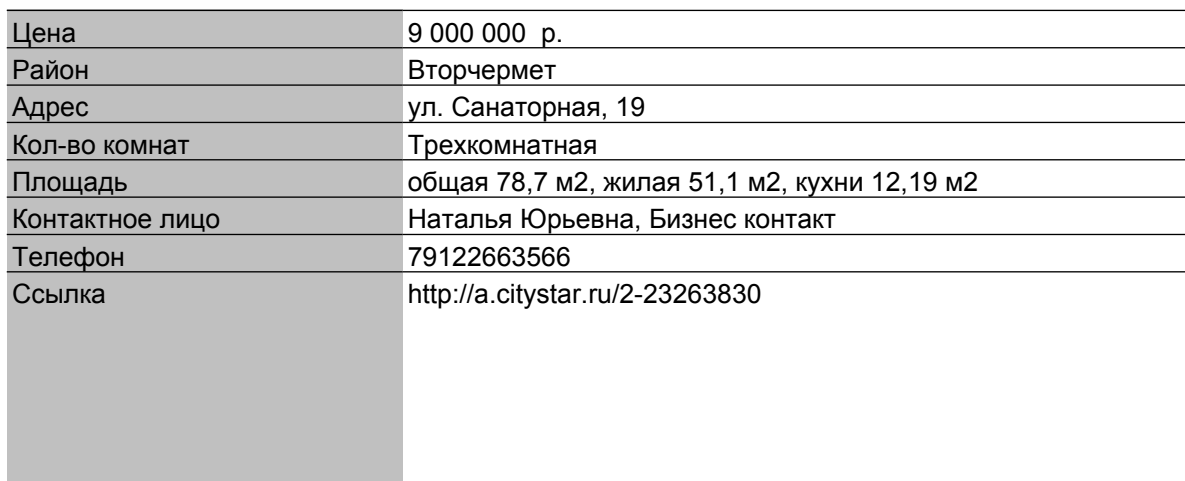 Цена 9 000 000 р.
Район Вторчермет
Адрес ул. Санаторная, 19
Кол-во комнат Трехкомнатная
Площадь общая 78,7 м2, жилая 51,1 м2, кухни 12,19 м2
Контактное лицо Наталья Юрьевна, Бизнес контакт
Телефон 79122663566
Ссылка http://a.citystar.ru/2-23263830